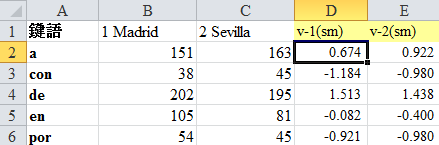 A B C D E
1 鍵語 1 Madrid 2 Sevilla v-1(sm) v-2(sm)
2 a 151 163 0.674 0.922
3 con 38 45 -1.184 -0.980
4 de 202 195 1.513 1.438
5 en 105 81 -0.082 -0.400
6 por 54 45 -0.921 -0.980